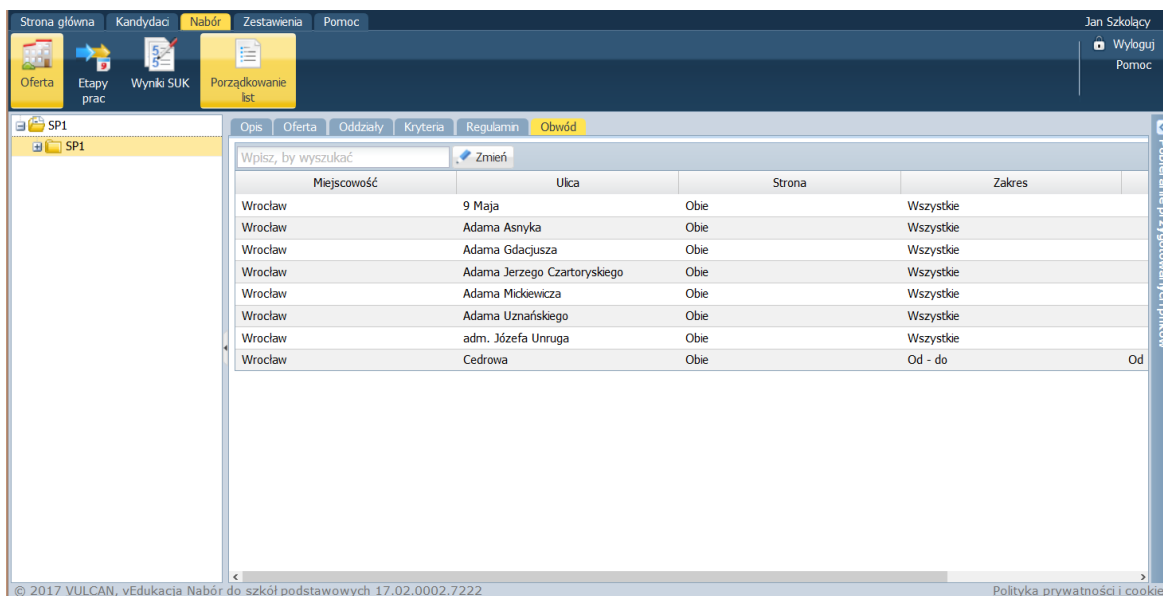 Strona główna Kandydaci Nabór Zestawienia Pomoc Jan Szkolący
Wyloguj
Pomoc
Oferta Etapy prac Wyniki SUK Porządkowanie list
SP1
SP1
Opis Oferta Oddziały Kryteria Regulamin Obwód
Wpisz, by wyszukać Zmień
Miejscowość Ulica Strona Zakres
Wrocław 9 Maja Obie Wszystkie
Wrocław Adama Asnyka Obie Wszystkie
Wrocław Adama Gdacjusza Obie Wszystkie
Wrocław Adama Jerzego Czartoryskiego Obie Wszystkie
Wrocław Adama Mickiewicza Obie Wszystkie
Wrocław Adama Uznańskiego Obie Wszystkie
Wrocław adm. Józefa Unruga Obie Wszystkie
Wrocław Cedrowa Obie Od - do Od
Pobieranie przygotowanych plików
© 2017 VULCAN, vEdukacja Nabór do szkół podstawowych 17.02.0002.7222 Polityka prywatności i cookie